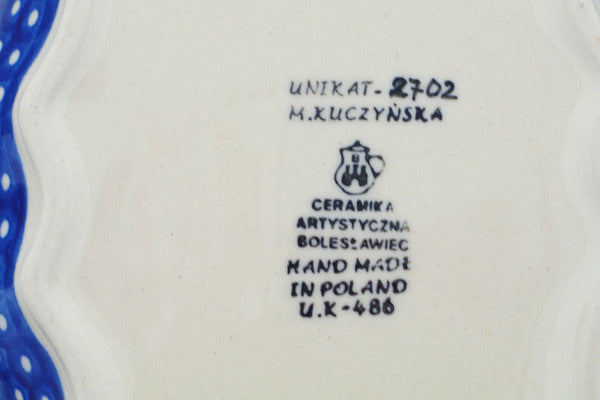 UNIKAT-2702
M.KUCZYŃSKA
CERAMIKA
ARTYSTYCZNA
BOLESŁAWIEC
HAND MADE
IN POLAND
U.K-486